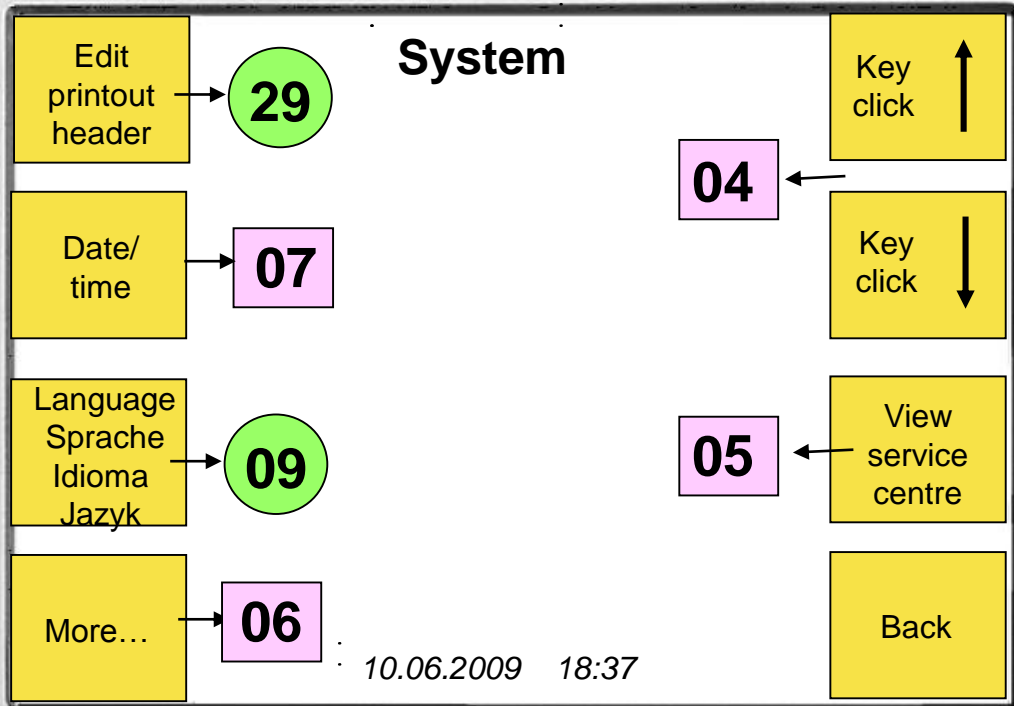 System
Edit
printout
header
29
Date/
time
07
Language
Sprache
Idioma
Jazyk
09
More…
06
Key
click
04
Key
click
View
service
centre
05
Back
10.06.2009 18:37